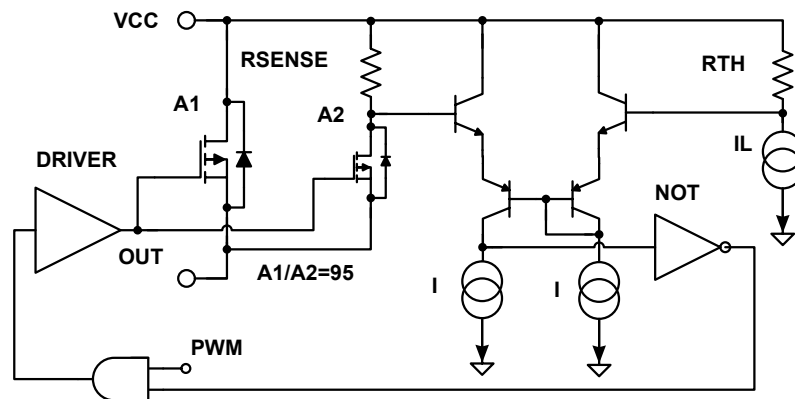 VCC
RSENSE
RTH
A1
A2
DRIVER
IL
NOT
OUT
A1/A2=95
I
I
PWM